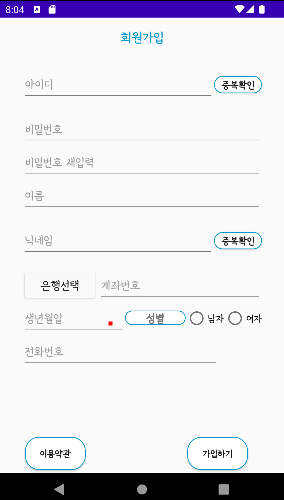 8:04
회원가입
아이디 중복확인
비밀번호
비밀번호 재입력
이름
닉네임 중복확인
은행선택 계좌번호
생년월일 성별 남자 여자
전화번호
이용약관 가입하기